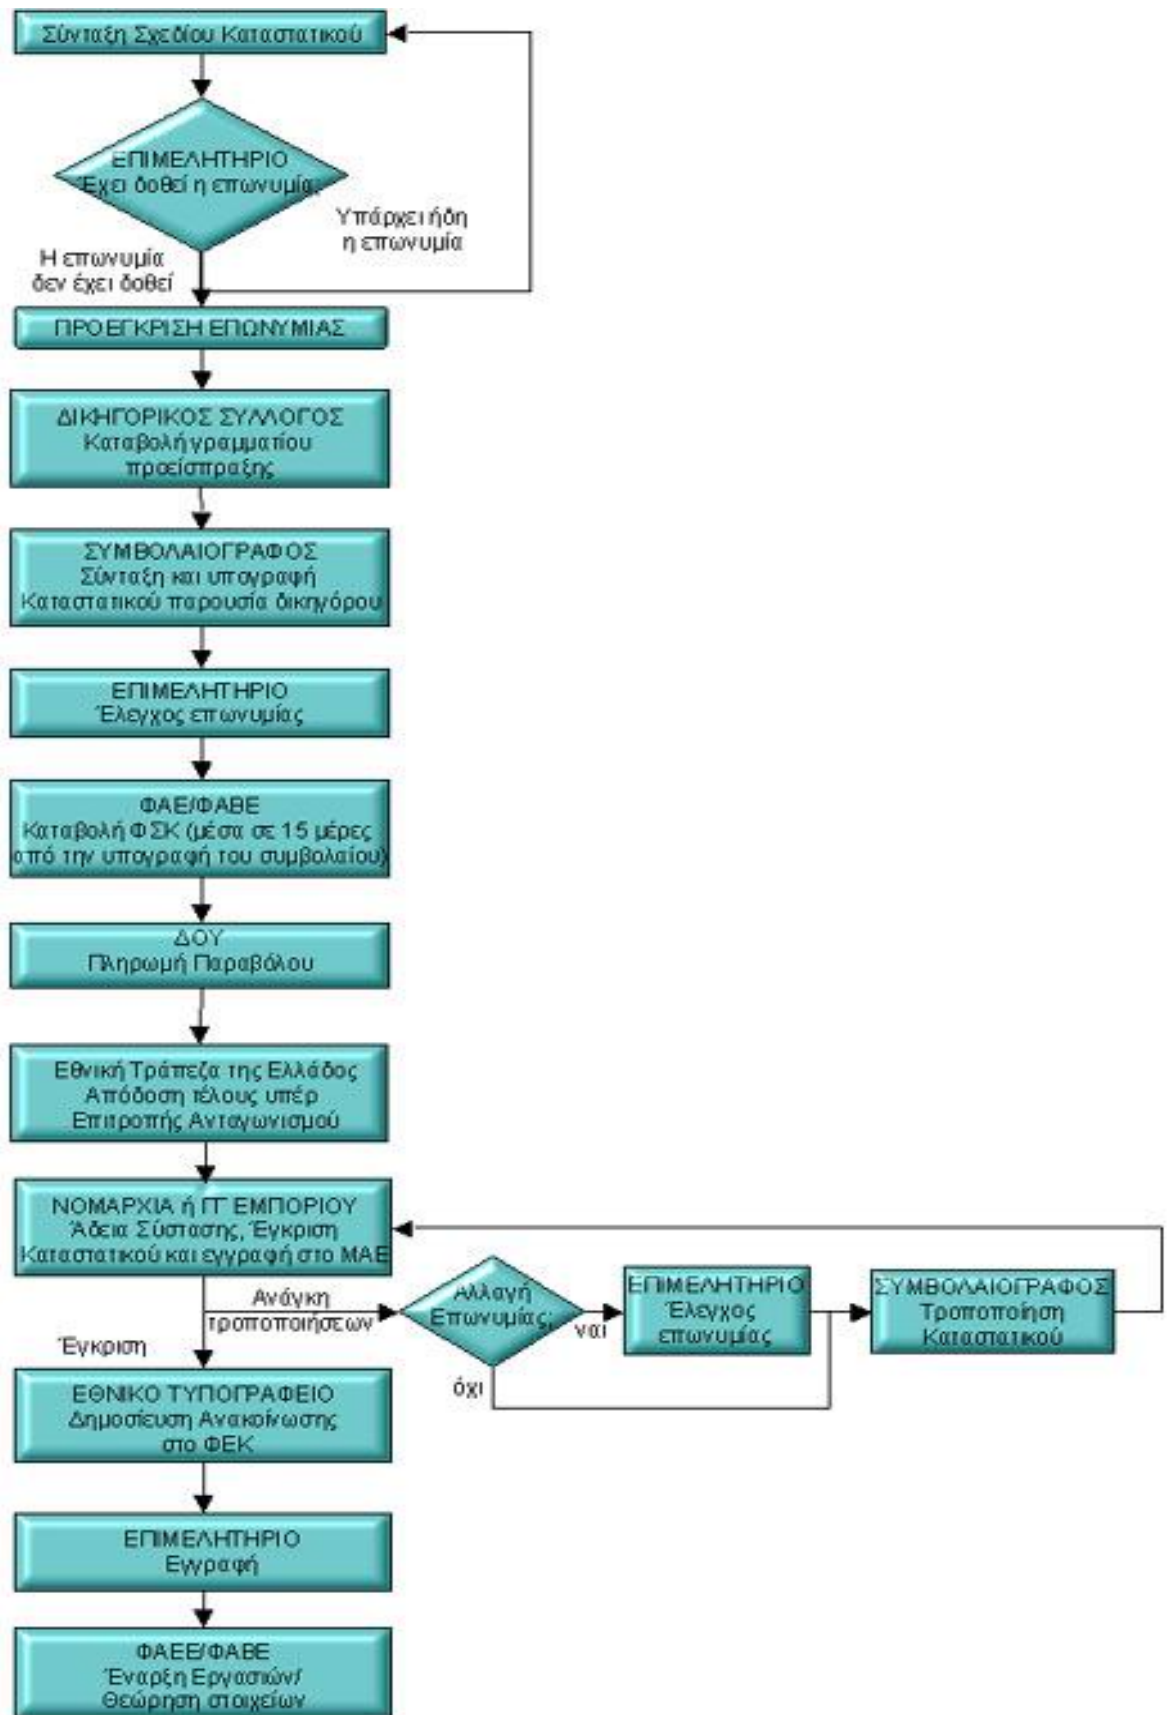 Σύνταξη Σχεδίου Καταστατικού
ΕΠΙΜΕΛΗΤΗΡΙΟ
Έχει δοθεί η επωνυμία;
Υπάρχει ήδη
η επωνυμία
Η επωνυμία
δεν έχει δοθεί
ΠΡΟΕΓΚΡΙΣΗ ΕΠΩΝΥΜΙΑΣ
ΔΙΚΗΓΟΡΙΚΟΣ ΣΥΛΛΟΓΟΣ
Καταβολή γραμματίου
προείσπραξης
ΣΥΜΒΟΛΑΙΟΓΡΑΦΟΣ
Σύνταξη και υπογραφή
Καταστατικού παρουσία δικηγόρου
ΕΠΙΜΕΛΗΤΗΡΙΟ
Έλεγχος επωνυμίας
ΦΑΕ/ΦΑΒΕ
Καταβολή ΦΣΚ (μέσα σε 15 μέρες
από την υπογραφή του συμβολαίου)
ΔΟΥ
Πληρωμή Παραβόλου
Εθνική Τράπεζα της Ελλάδος
Απόδοση τέλους υπέρ
Επιτροπής Ανταγωνισμού
ΝΟΜΑΡΧΙΑ ή ΓΓ ΕΜΠΟΡΙΟΥ
Άδεια Σύστασης, Έγκριση
Καταστατικού και εγγραφή στο ΜΑΕ
Ανάγκη
τροποποιήσεων
Αλλαγή
Επωνυμίας;
ναι
ΕΠΙΜΕΛΗΤΗΡΙΟ
Έλεγχος
επωνυμίας
ΣΥΜΒΟΛΑΙΟΓΡΑΦΟΣ
Τροποποίηση
Καταστατικού
όχι
Έγκριση
ΕΘΝΙΚΟ ΤΥΠΟΓΡΑΦΕΙΟ
Δημοσίευση Ανακοίνωσης
στο ΦΕΚ
ΕΠΙΜΕΛΗΤΗΡΙΟ
Εγγραφή
ΦΑΕΕ/ΦΑΒΕ
Έναρξη Εργασιών/
Θεώρηση στοιχείων